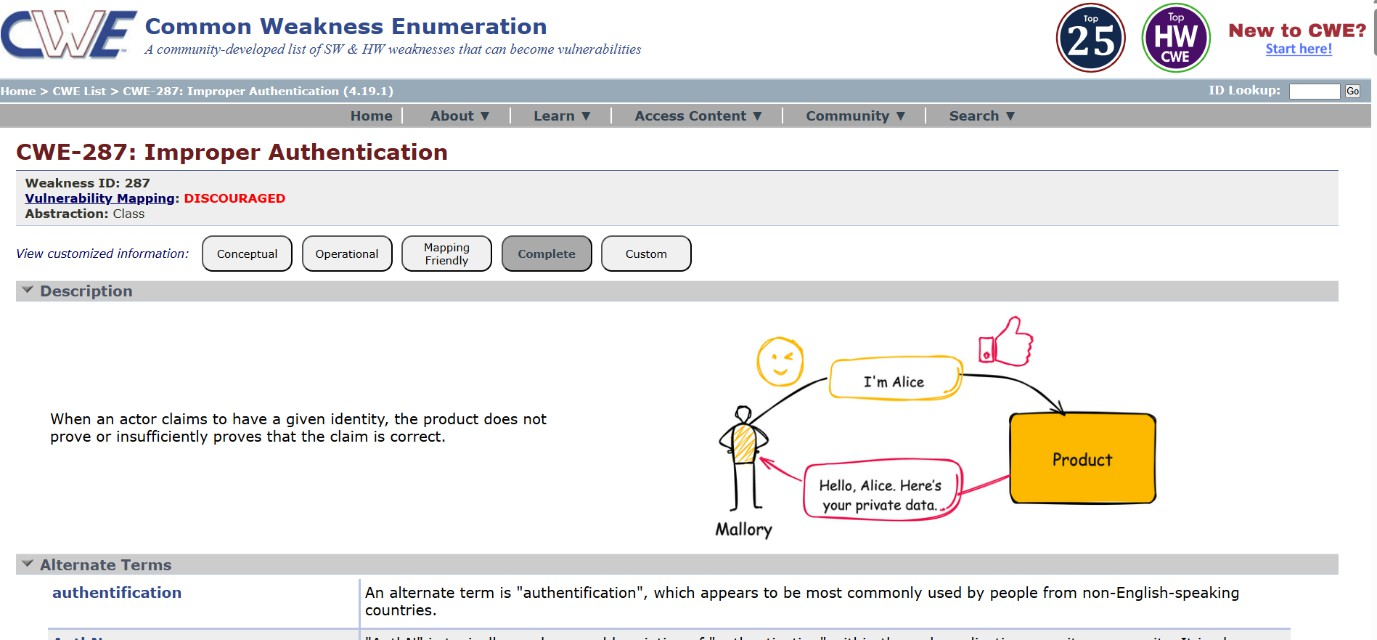 CWE
Common Weakness Enumeration
A community-developed list of SW & HW weaknesses that can become vulnerabilities
Top
25
Top
HW
CWE
New to CWE?
Start here!
Home > CWE List > CWE-287: Improper Authentication (4.19.1)
ID Lookup:
Go
Home
About ▼
Learn ▼
Access Content ▼
Community ▼
Search ▼
CWE-287: Improper Authentication
Weakness ID: 287
Vulnerability Mapping: DISCOURAGED
Abstraction: Class
View customized information:
Conceptual
Operational
Mapping
Friendly
Complete
Custom
Description
When an actor claims to have a given identity, the product does not
prove or insufficiently proves that the claim is correct.
I'm Alice
Product
Hello, Alice. Here's
your private data..
Mallory
Alternate Terms
authentification
An alternate term is "authentification", which appears to be most commonly used by people from non-English-speaking
countries.